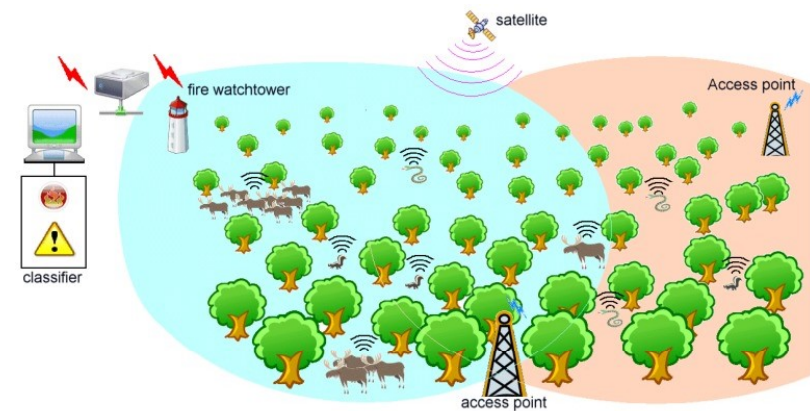 satellite
fire watchtower
Access point
classifier
access point